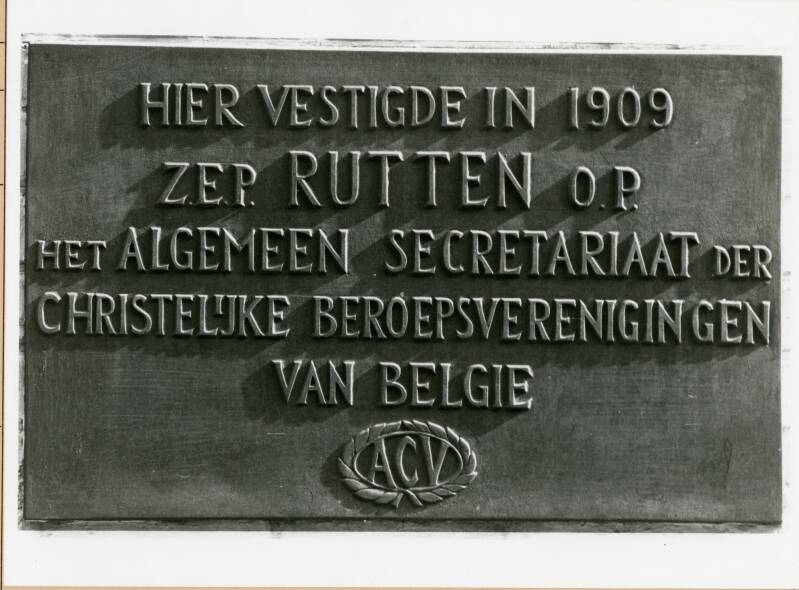 HIER VESTIGDE IN 1909
Z.E.P. RUTTEN O.P.
HET ALGEMEEN SECRETARIAAT DER
CHRISTELIJKE BEROEPSVERENIGINGEN
VAN BELGIE
ACV